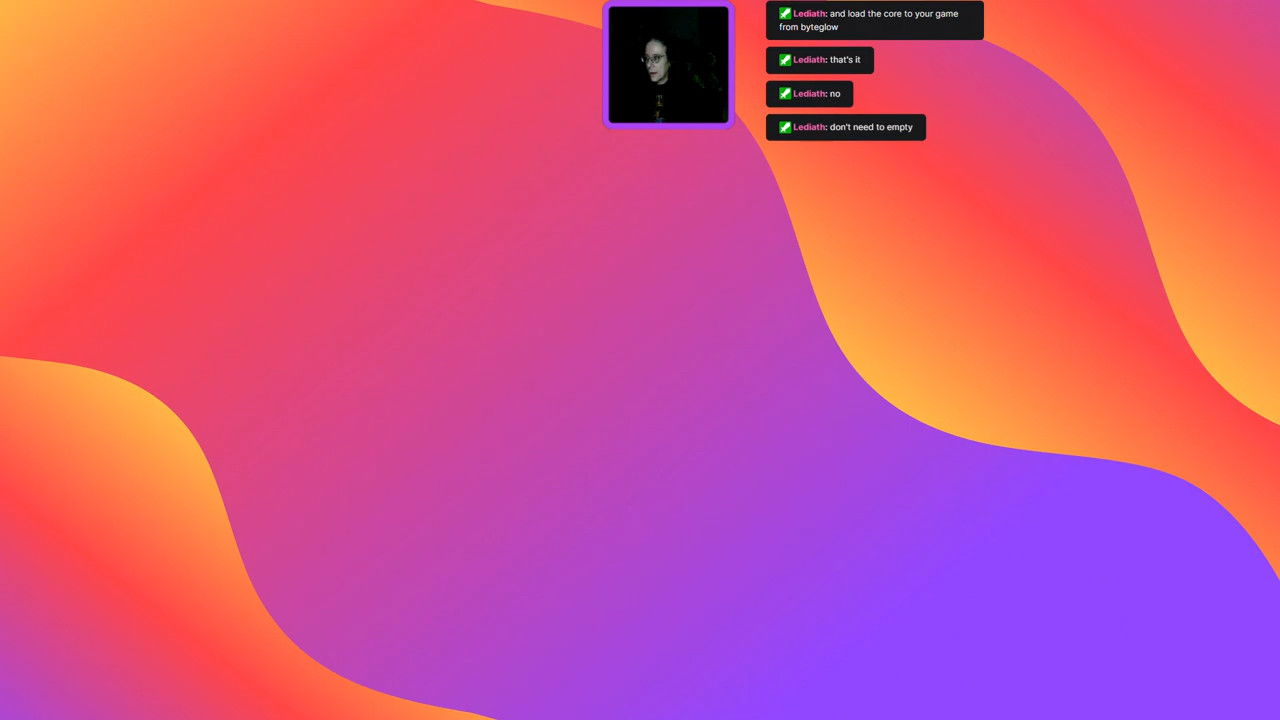 Lediath: and load the core to your game
from byteglow
Lediath: that's it
Lediath: no
Lediath: don't need to empty